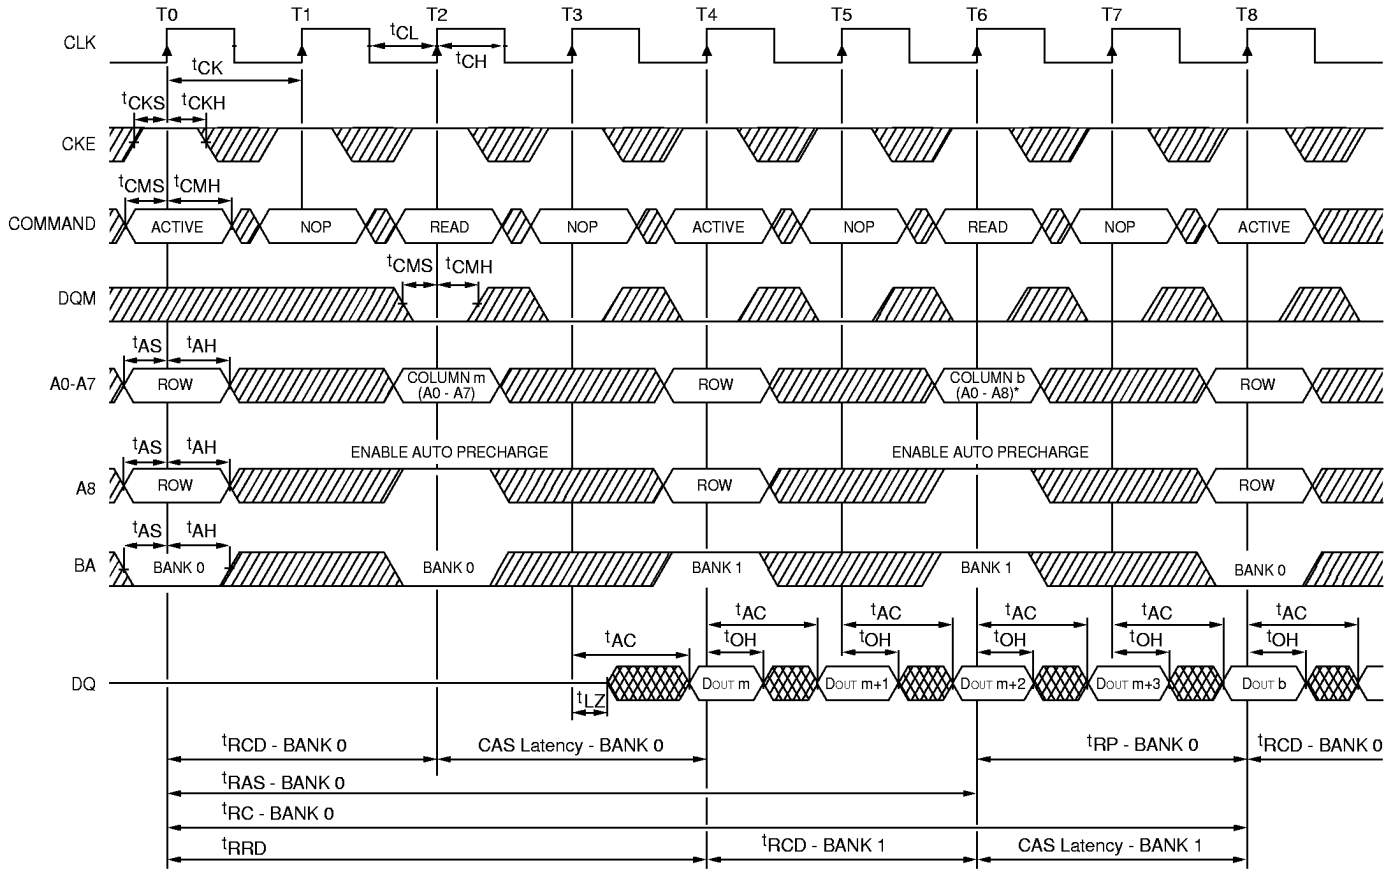 T0 T1 T2 T3 T4 T5 T6 T7 T8
CLK tCL tCH
tCK
tCKS tCKH
CKE
tCMS tCMH
COMMAND ACTIVE NOP READ NOP ACTIVE NOP READ NOP ACTIVE
tCMS tCMH
DQM
tAS tAH
A0-A7 ROW COLUMN m (A0 - A7) ROW COLUMN b (A0 - A8)* ROW
tAS tAH ENABLE AUTO PRECHARGE ENABLE AUTO PRECHARGE
A8 ROW ROW ROW
tAS tAH
BA BANK 0 BANK 0 BANK 1 BANK 1 BANK 0
tAC tAC tAC tAC tAC tAC
tOH tOH tOH tOH tOH
DQ DOUT m DOUT m+1 DOUT m+2 DOUT m+3 DOUT b
tLZ
tRCD - BANK 0 CAS Latency - BANK 0 tRP - BANK 0 tRCD - BANK 0
tRAS - BANK 0
tRC - BANK 0
tRRD tRCD - BANK 1 CAS Latency - BANK 1